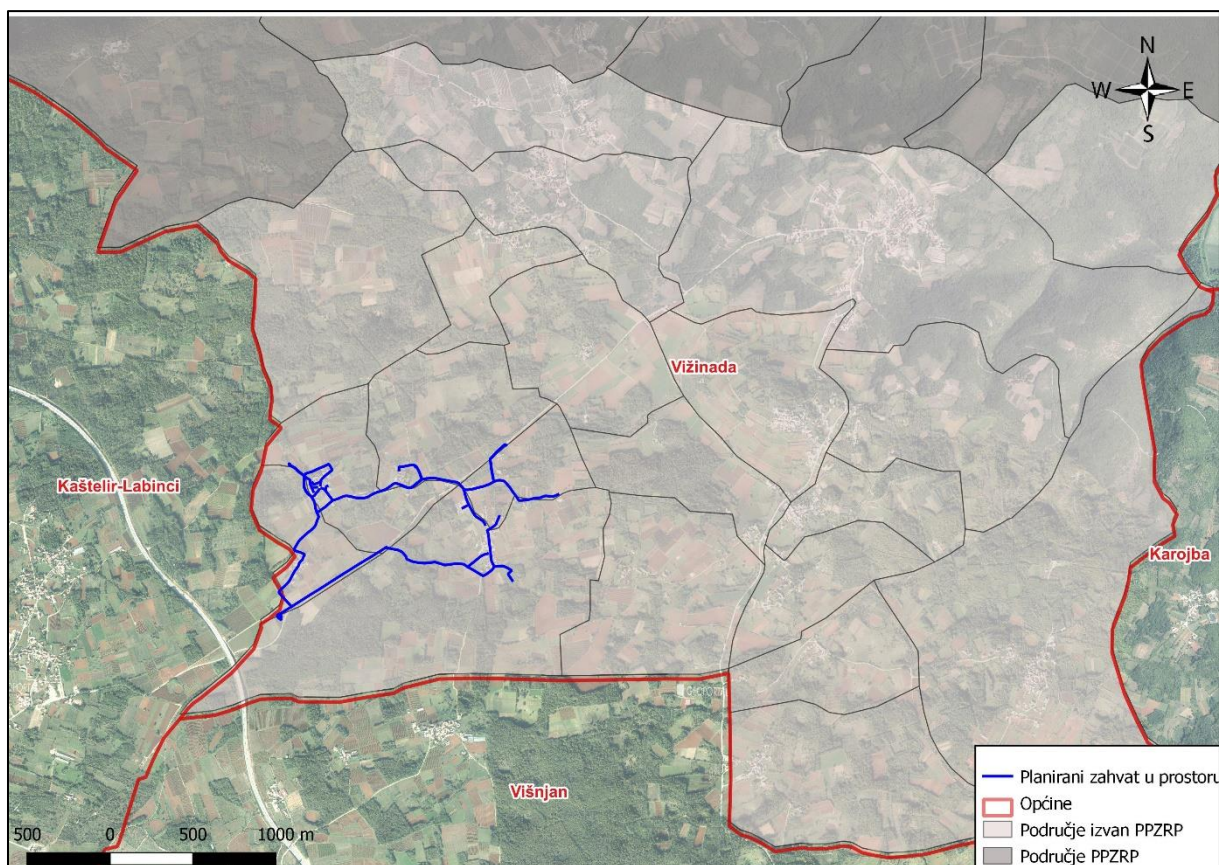 N
W E
S
Vižinada
Kaštelir-Labinci
Karojba
Višnjan
Planirani zahvat u prostoru
Općine
Područje izvan PPZRP
Područje PPZRP
500 0 500 1000 m